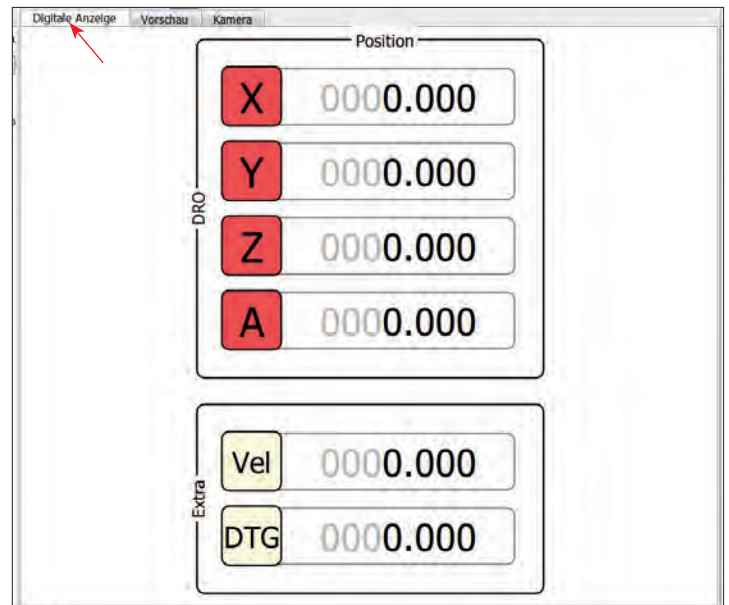 Digitale Anzeige Vorschau Kamera
Position
DRO
X 0000.000
Y 0000.000
Z 0000.000
A 0000.000
Extra
Vel 0000.000
DTG 0000.000